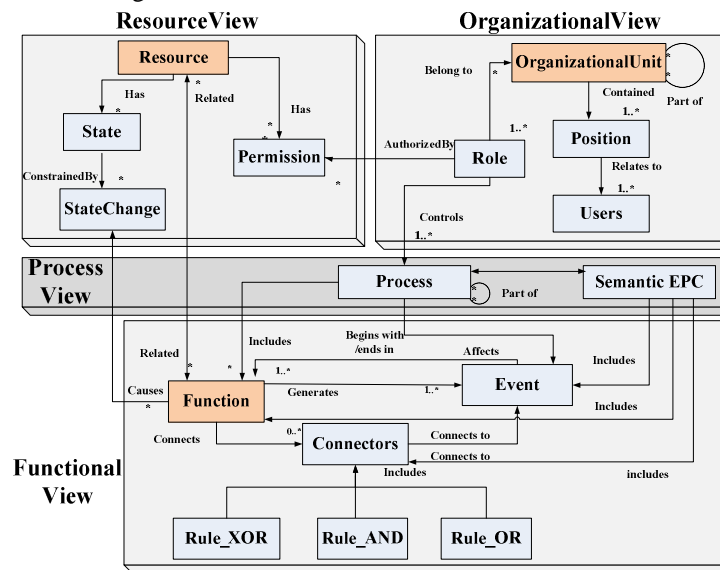 ResourceView
OrganizationalView
Resource
OrganizationalUnit
*
*
*
Belong to
*
*
Part of
Has
Related
Has
Contained
*
*
*
1..*
State
Permission
AuthorizedBy
1..*
Role
Position
ConstrainedBy
*
*
Relates to
1..*
StateChange
Users
Controls
1..*
Process
View
Process
*
*
Part of
Semantic EPC
Includes
Begins with
/ends in
Affects
Related
*
*
1..*
Includes
Causes
*
Function
Generates
1..*
Event
Includes
Connects
0..*
Connectors
Connects to
Connects to
Includes
includes
Functional
View
Rule_XOR
Rule_AND
Rule_OR